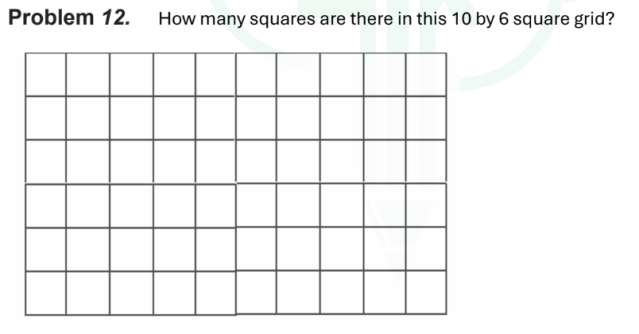 Problem 12. How many squares are there in this 10 by 6 square grid?